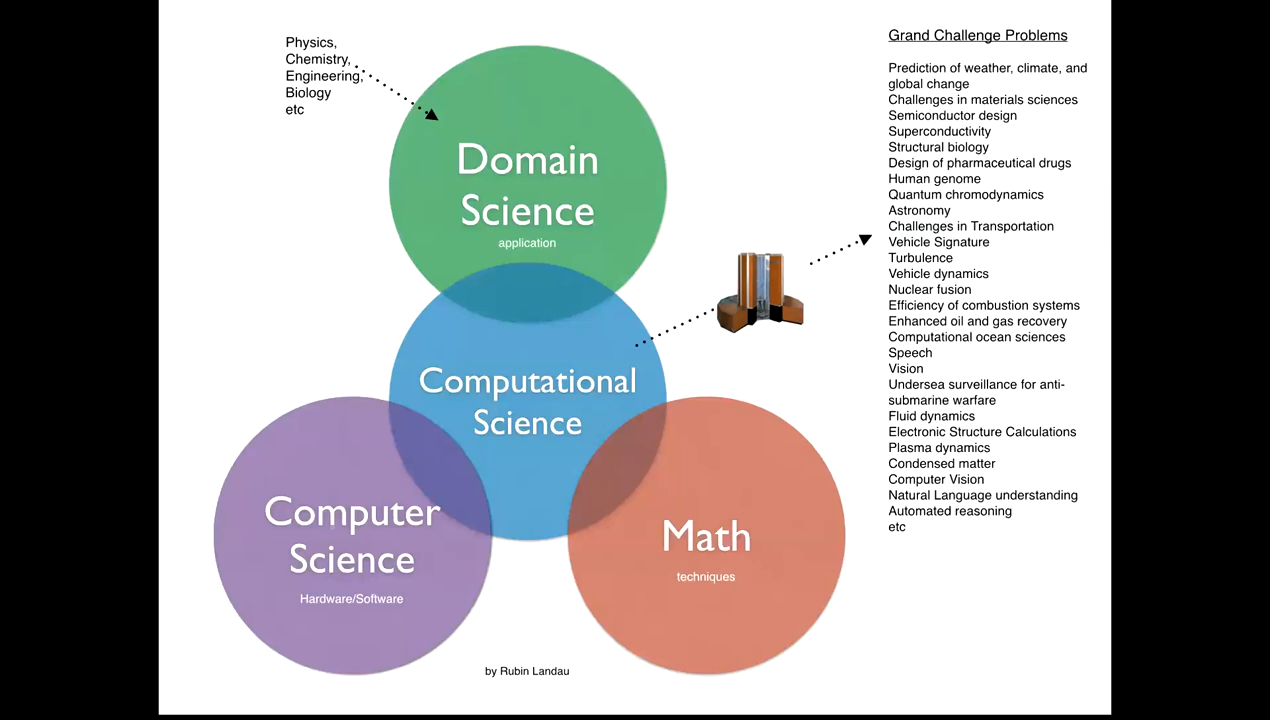 Physics,
Chemistry,
Engineering,
Biology
etc
Domain
Science
application
Computational
Science
Computer
Science
Hardware/Software
Math
techniques
by Rubin Landau
Grand Challenge Problems
Prediction of weather, climate, and
global change
Challenges in materials sciences
Semiconductor design
Superconductivity
Structural biology
Design of pharmaceutical drugs
Human genome
Quantum chromodynamics
Astronomy
Challenges in Transportation
Vehicle Signature
Turbulence
Vehicle dynamics
Nuclear fusion
Efficiency of combustion systems
Enhanced oil and gas recovery
Computational ocean sciences
Speech
Vision
Undersea surveillance for anti-
submarine warfare
Fluid dynamics
Electronic Structure Calculations
Plasma dynamics
Condensed matter
Computer Vision
Natural Language understanding
Automated reasoning
etc